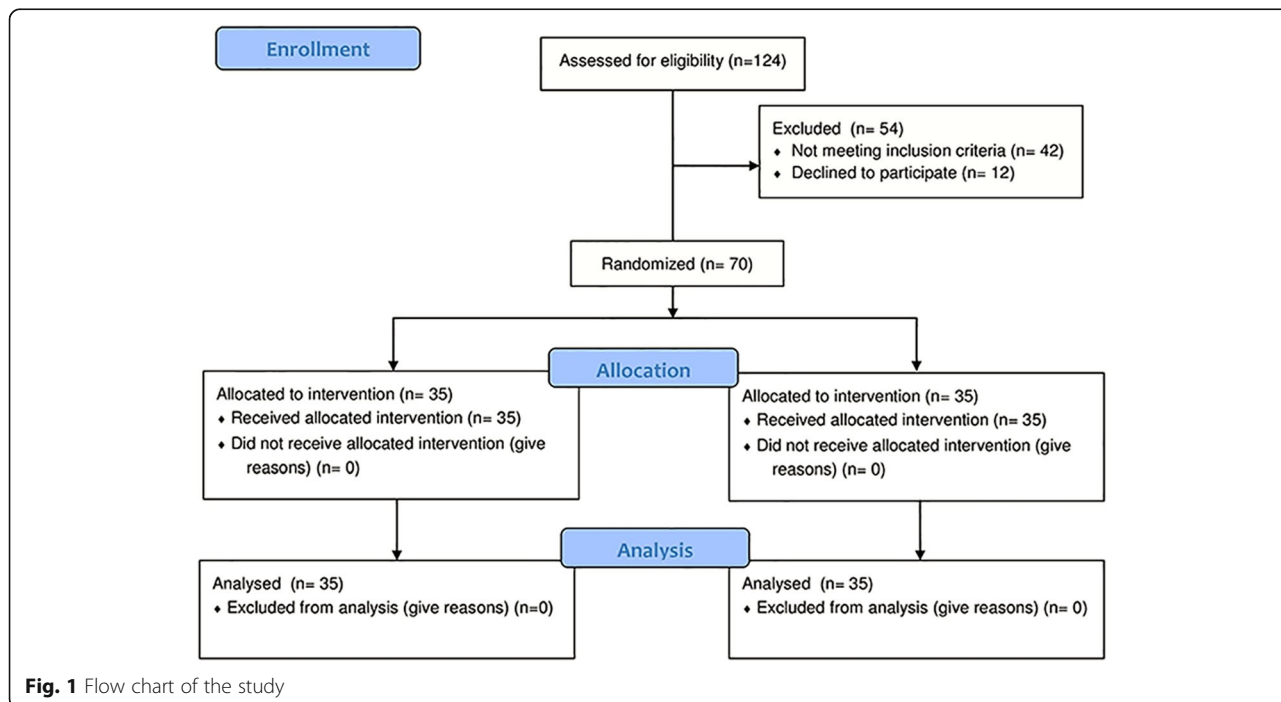 Enrollment
Assessed for eligibility (n=124)
Excluded (n= 54)
♦ Not meeting inclusion criteria (n= 42)
♦ Declined to participate (n= 12)
Randomized (n= 70)
Allocation
Allocated to intervention (n= 35)
♦ Received allocated intervention (n= 35)
♦ Did not receive allocated intervention (give
reasons) (n= 0)
Allocated to intervention (n= 35)
♦ Received allocated intervention (n= 35)
♦ Did not receive allocated intervention (give
reasons) (n= 0)
Analysis
Analysed (n= 35)
♦ Excluded from analysis (give reasons) (n=0)
Analysed (n= 35)
♦ Excluded from analysis (give reasons) (n= 0)
Fig. 1 Flow chart of the study